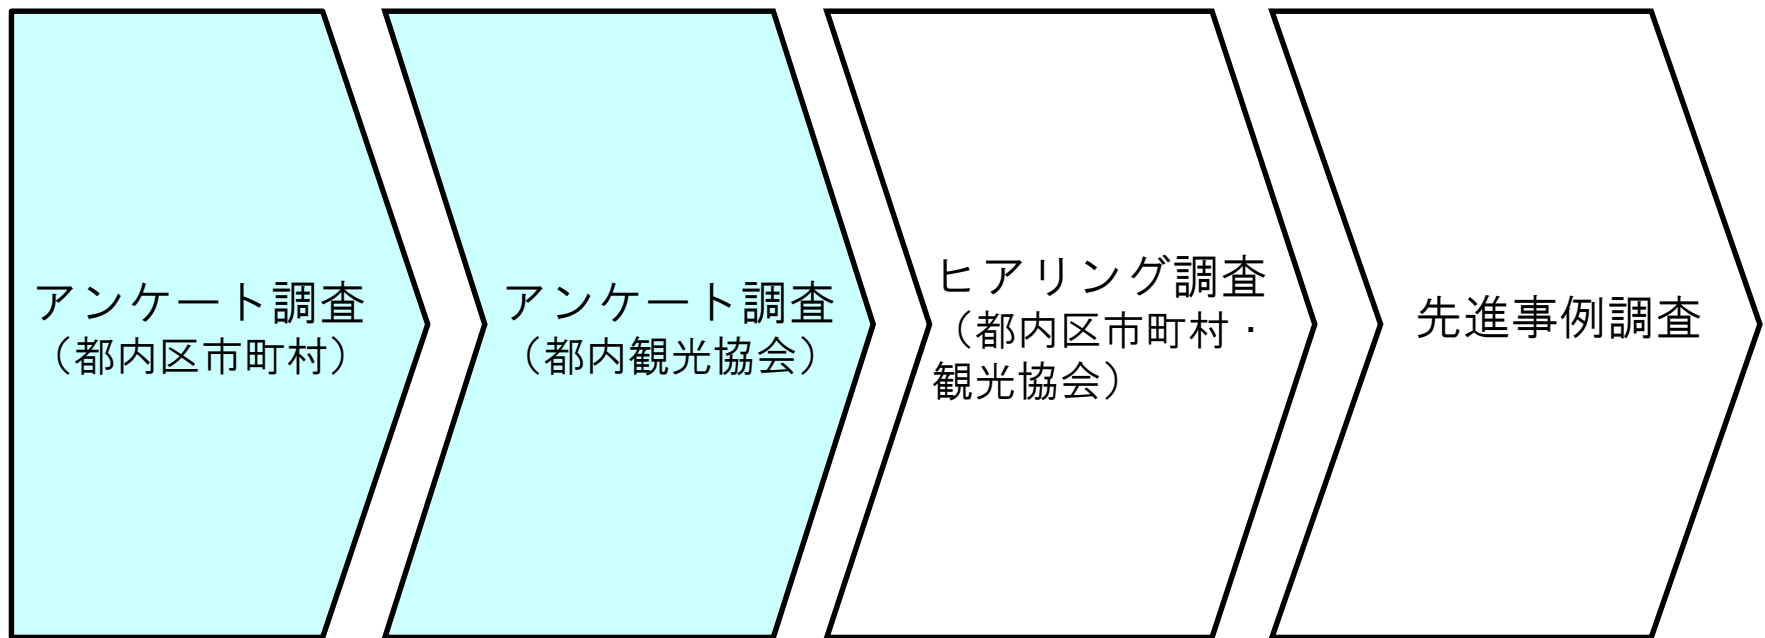 アンケート調査
（都内区市町村）
アンケート調査
（都内観光協会）
ヒアリング調査
（都内区市町村・
観光協会）
先進事例調査